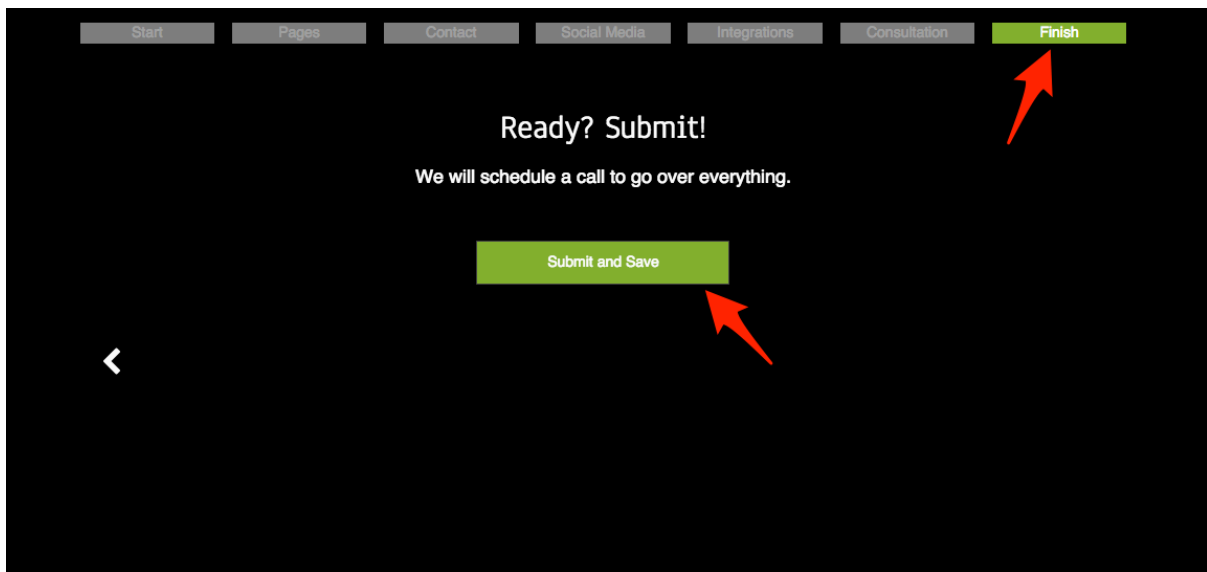 Start Pages Contact Social Media Integrations Consultation Finish
Ready? Submit!
We will schedule a call to go over everything.
Submit and Save